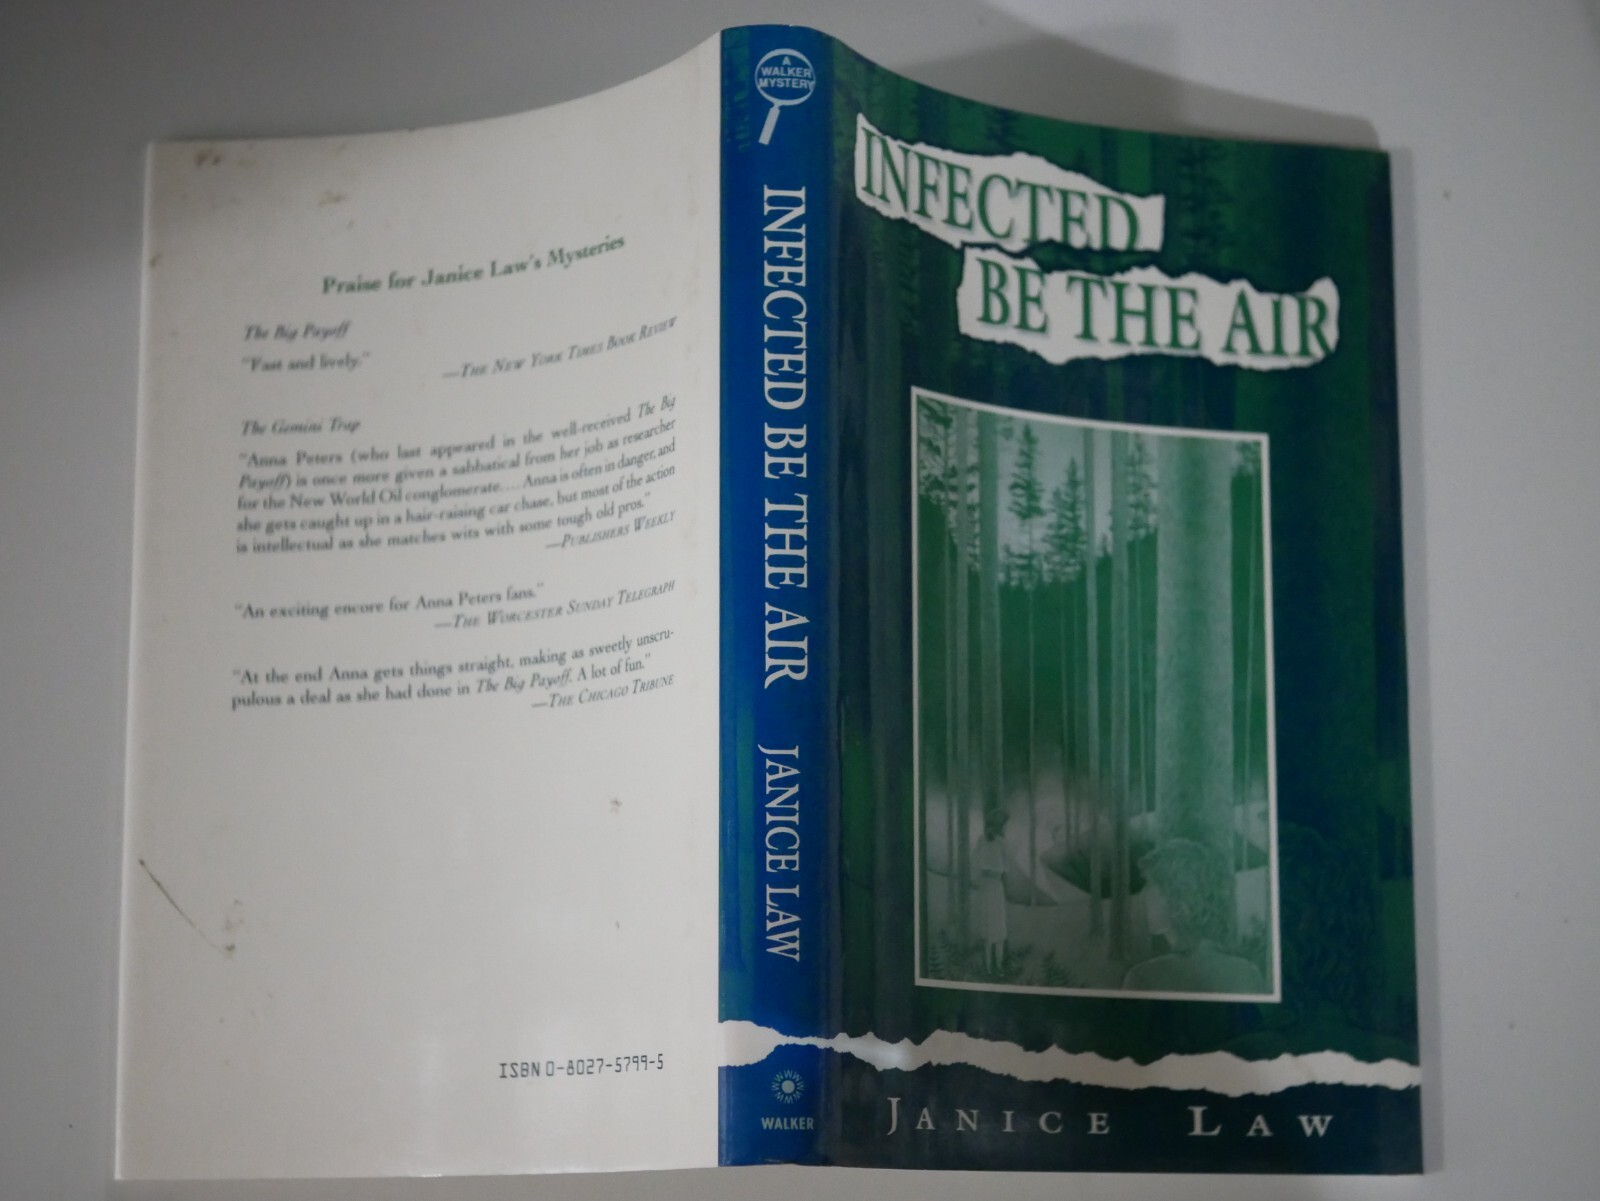 Praise for Janice Law's Mysteries
The Big Payoff
"Fast and lively."
—THE NEW YORK TIMES BOOK REVIEW
The Gemini Trap
"Anna Peters (who last appeared in the well-received The Big
Payoff) is once more given a sabbatical from her job as researcher
for the New World Oil conglomerate.... Anna is often in danger, and
she gets caught up in a hair-raising car chase, but most of the action
is intellectual as she matches wits with some tough old pros."
—PUBLISHERS WEEKLY
"An exciting encore for Anna Peters fans."
—THE WORCESTER SUNDAY TELEGRAPH
"At the end Anna gets things straight, making as sweetly unscru-
pulous a deal as she had done in The Big Payoff. A lot of fun."
—THE CHICAGO TRIBUNE
ISBN 0-8027-5799-5
A
WALKER
MYSTERY
INFECTED BE THE AIR JANICE LAW
WALKER
INFECTED
BE THE AIR
JANICE LAW